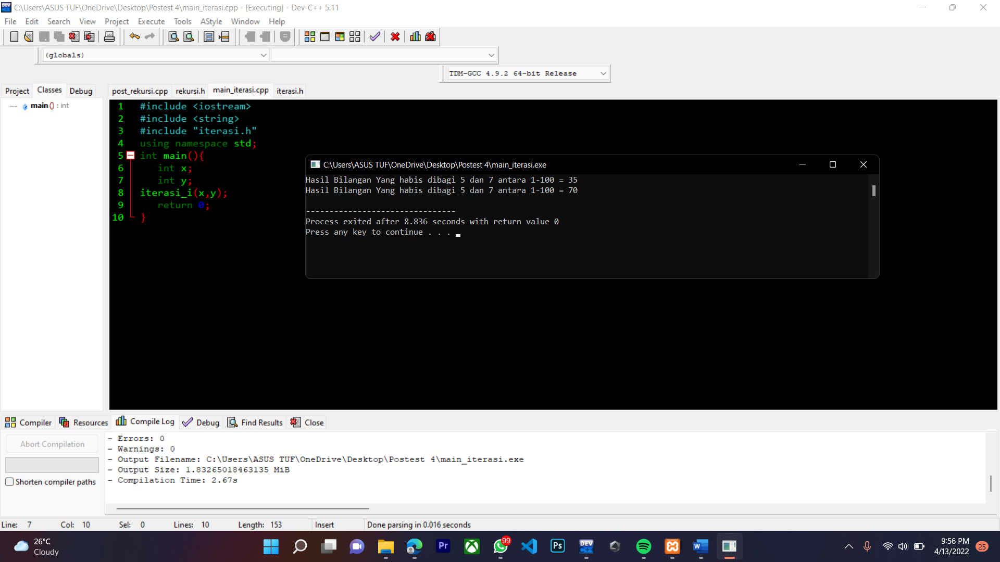 C:\Users\ASUS TUF\OneDrive\Desktop\Postest 4\main_iterasi.cpp - [Executing] - Dev-C++ 5.11
File Edit Search View Project Execute Tools AStyle Window Help
(globals)
TDM-GCC 4.9.2 64-bit Release
Project Classes Debug
post_rekursi.cpp rekursi.h main_iterasi.cpp iterasi.h
main () : int
1 #include <iostream>
2 #include <string>
3 #include "iterasi.h"
4 using namespace std;
5 int main(){
6 int x;
7 int y;
8 iterasi_i(x,y);
9 return 0;
10 }
C:\Users\ASUS TUF\OneDrive\Desktop\Postest 4\main_iterasi.exe
Hasil Bilangan Yang habis dibagi 5 dan 7 antara 1-100 = 35
Hasil Bilangan Yang habis dibagi 5 dan 7 antara 1-100 = 70
--------------------------------
Process exited after 8.836 seconds with return value 0
Press any key to continue . . .
Compiler Resources Compile Log Debug Find Results Close
Abort Compilation
Shorten compiler paths
- Errors: 0
- Warnings: 0
- Output Filename: C:\Users\ASUS TUF\OneDrive\Desktop\Postest 4\main_iterasi.exe
- Output Size: 1.83265018463135 MiB
- Compilation Time: 2.67s
Line: 7 Col: 10 Sel: 0 Lines: 10 Length: 153 Insert Done parsing in 0.016 seconds
26°C
Cloudy
Pr
99
Ps
DEV
W
9:56 PM
4/13/2022
25